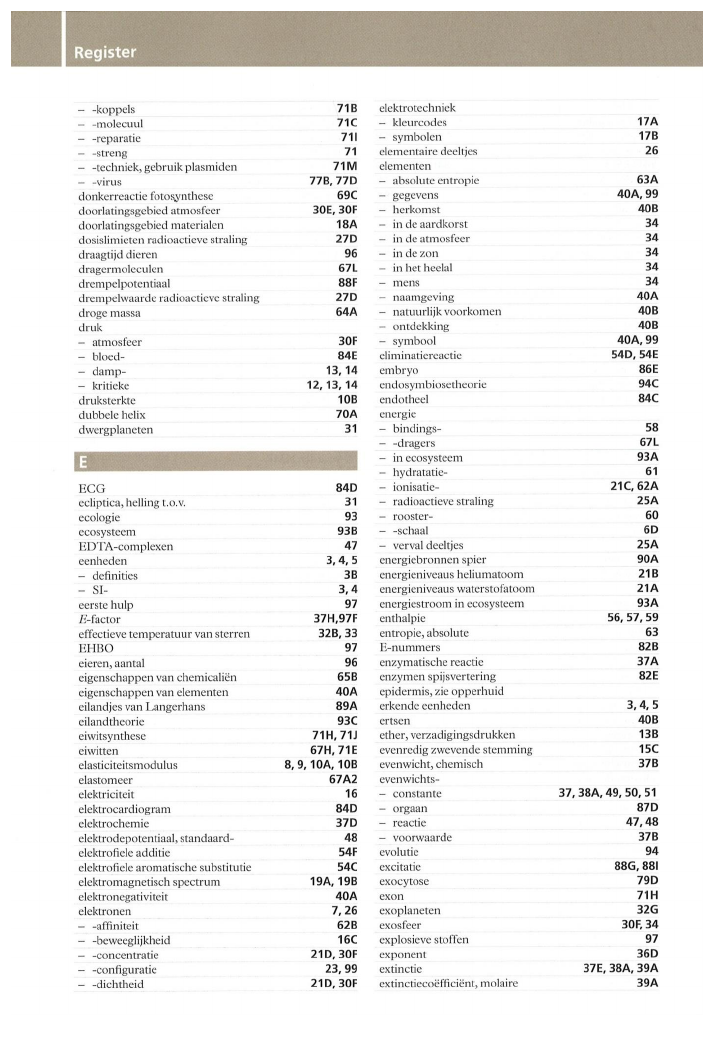 Register
– -koppels 71B
– -molecuul 71C
– -reparatie 71I
– -streng 71
– -techniek, gebruik plasmiden 71M
– -virus 77B, 77D
donkerreactie fotosynthese 69C
doorlatingsgebied atmosfeer 30E, 30F
doorlatingsgebied materialen 18A
dosislimieten radioactieve straling 27D
draagtijd dieren 96
dragermoleculen 67L
drempelpotentiaal 88F
drempelwaarde radioactieve straling 27D
droge massa 64A
druk
– atmosfeer 30F
– bloed- 84E
– damp- 13, 14
– kritieke 12, 13, 14
druksterkte 10B
dubbele helix 70A
dwergplaneten 31
E
ECG 84D
ecliptica, helling t.o.v. 31
ecologie 93
ecosysteem 93B
EDTA-complexen 47
eenheden 3, 4, 5
– definities 3B
– SI- 3, 4
eerste hulp 97
E-factor 37H,97F
effectieve temperatuur van sterren 32B, 33
EHBO 97
eieren, aantal 96
eigenschappen van chemicaliën 65B
eigenschappen van elementen 40A
eilandjes van Langerhans 89A
eilandtheorie 93C
eiwitsynthese 71H, 71J
eiwitten 67H, 71E
elasticiteitsmodulus 8, 9, 10A, 10B
elastomeer 67A2
elektriciteit 16
elektrocardiogram 84D
elektrochemie 37D
elektrodepotentiaal, standaard- 48
elektrofiele additie 54F
elektrofiele aromatische substitutie 54C
elektromagnetisch spectrum 19A, 19B
elektronegativiteit 40A
elektronen 7, 26
– -affiniteit 62B
– -beweeglijkheid 16C
– -concentratie 21D, 30F
– -configuratie 23, 99
– -dichtheid 21D, 30F
elektrotechniek
– kleurcodes 17A
– symbolen 17B
elementaire deeltjes 26
elementen
– absolute entropie 63A
– gegevens 40A, 99
– herkomst 40B
– in de aardkorst 34
– in de atmosfeer 34
– in de zon 34
– in het heelal 34
– mens 34
– naamgeving 40A
– natuurlijk voorkomen 40B
– ontdekking 40B
– symbool 40A, 99
eliminatiereactie 54D, 54E
embryo 86E
endosymbiosetheorie 94C
endotheel 84C
energie
– bindings- 58
– -dragers 67L
– in ecosysteem 93A
– hydratatie- 61
– ionisatie- 21C, 62A
– radioactieve straling 25A
– rooster- 60
– -schaal 6D
– verval deeltjes 25A
energiebronnen spier 90A
energieniveaus heliumatoom 21B
energieniveaus waterstofatoom 21A
energiestroom in ecosysteem 93A
enthalpie 56, 57, 59
entropie, absolute 63
E-nummers 82B
enzymatische reactie 37A
enzymen spijsvertering 82E
epidermis, zie opperhuid
erkende eenheden 3, 4, 5
ertsen 40B
ether, verzadigingsdrukken 13B
evenredig zwevende stemming 15C
evenwicht, chemisch 37B
evenwichts-
– constante 37, 38A, 49, 50, 51
– orgaan 87D
– reactie 47, 48
– voorwaarde 37B
evolutie 94
excitatie 88G, 88I
exocytose 79D
exon 71H
exoplaneten 32G
exosfeer 30F, 34
explosieve stoffen 97
exponent 36D
extinctie 37E, 38A, 39A
extinctiecoëfficiënt, molaire 39A